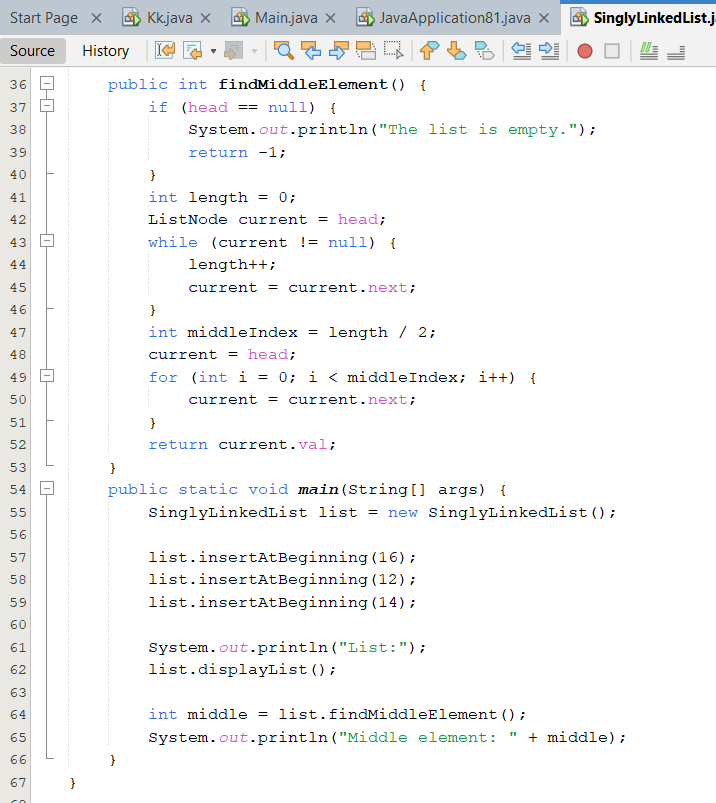 Start Page Kk.java Main.java JavaApplication81.java SinglyLinkedList.j
Source History
36 public int findMiddleElement() {
37 if (head == null) {
38 System.out.println("The list is empty.");
39 return -1;
40 }
41 int length = 0;
42 ListNode current = head;
43 while (current != null) {
44 length++;
45 current = current.next;
46 }
47 int middleIndex = length / 2;
48 current = head;
49 for (int i = 0; i < middleIndex; i++) {
50 current = current.next;
51 }
52 return current.val;
53 }
54 public static void main(String[] args) {
55 SinglyLinkedList list = new SinglyLinkedList();
56
57 list.insertAtBeginning(16);
58 list.insertAtBeginning(12);
59 list.insertAtBeginning(14);
60
61 System.out.println("List:");
62 list.displayList();
63
64 int middle = list.findMiddleElement();
65 System.out.println("Middle element: " + middle);
66 }
67 }